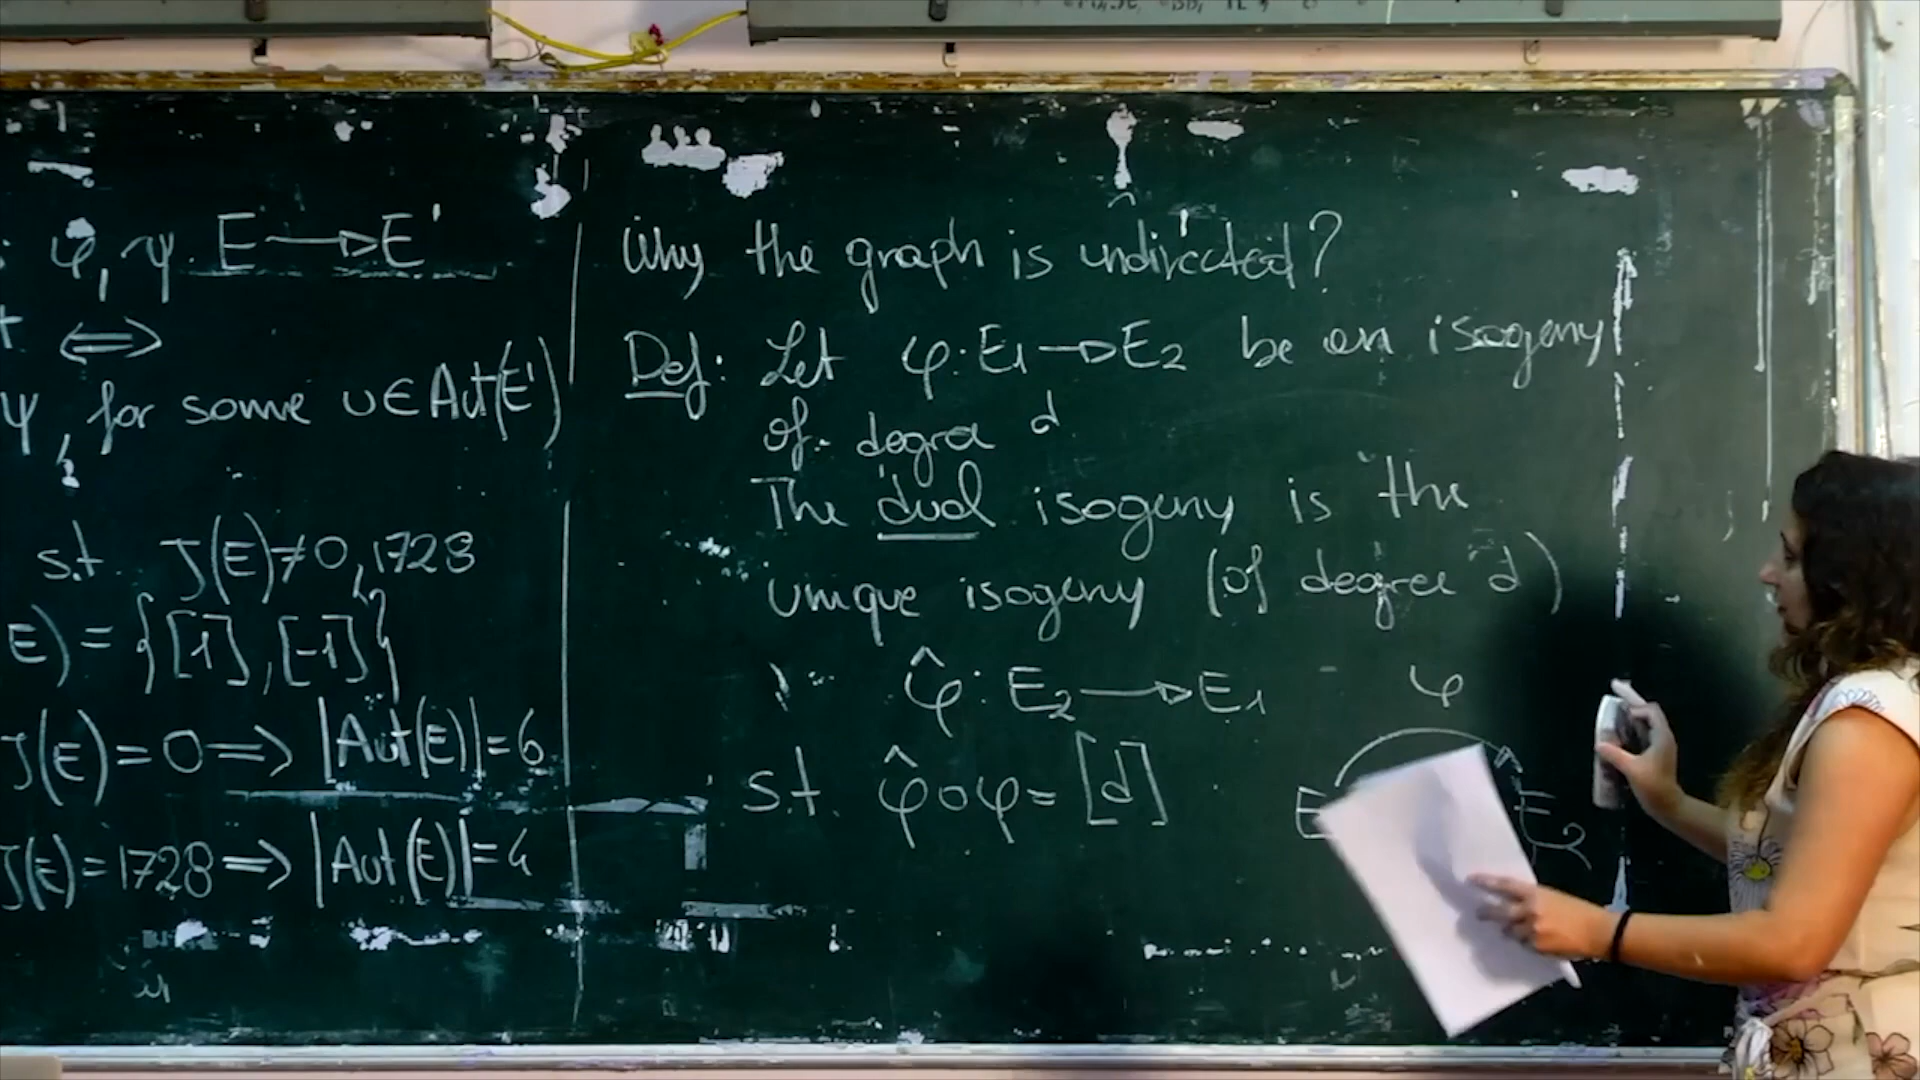 : φ, ψ. E → E'
⟺
ψ, for some u ∈ Aut(E')
s.t. J(E) ≠ 0, 1728
E) = {[1], [-1]}
J(E) = 0 => |Aut(E)| = 6
J(E) = 1728 => |Aut(E)| = 4
Why the graph is undirected?
Def: Let φ: E1 → E2 be an isogeny
of degree d
The dual isogeny is the
unique isogeny (of degree d)
φ̂: E2 → E1
s.t. φ̂ ∘ φ = [d]
φ
E
E2